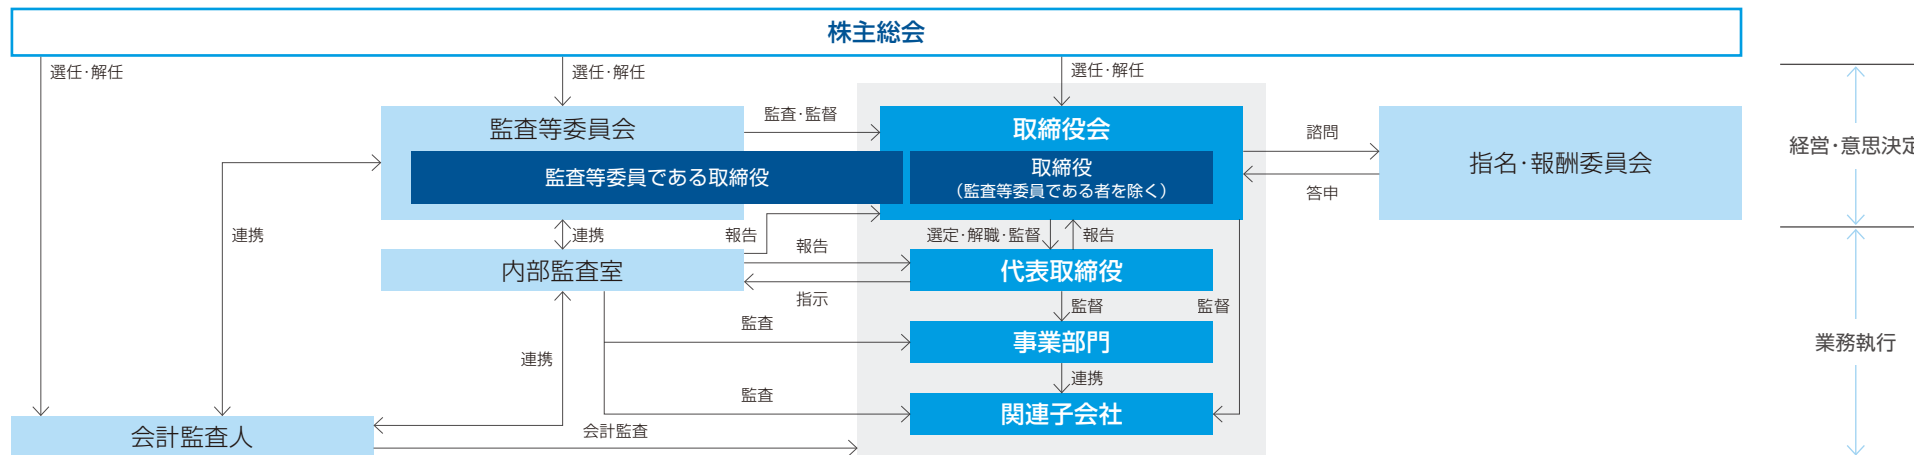 株主総会
選任・解任
選任・解任
選任・解任
監査等委員会
監査・監督
取締役会
諮問
指名・報酬委員会
経営・意思決定
監査等委員である取締役
取締役
（監査等委員である者を除く）
答申
連携
連携
報告
報告
選定・解職・監督
報告
内部監査室
代表取締役
指示
監督
監督
監査
事業部門
業務執行
連携
連携
監査
関連子会社
会計監査人
会計監査